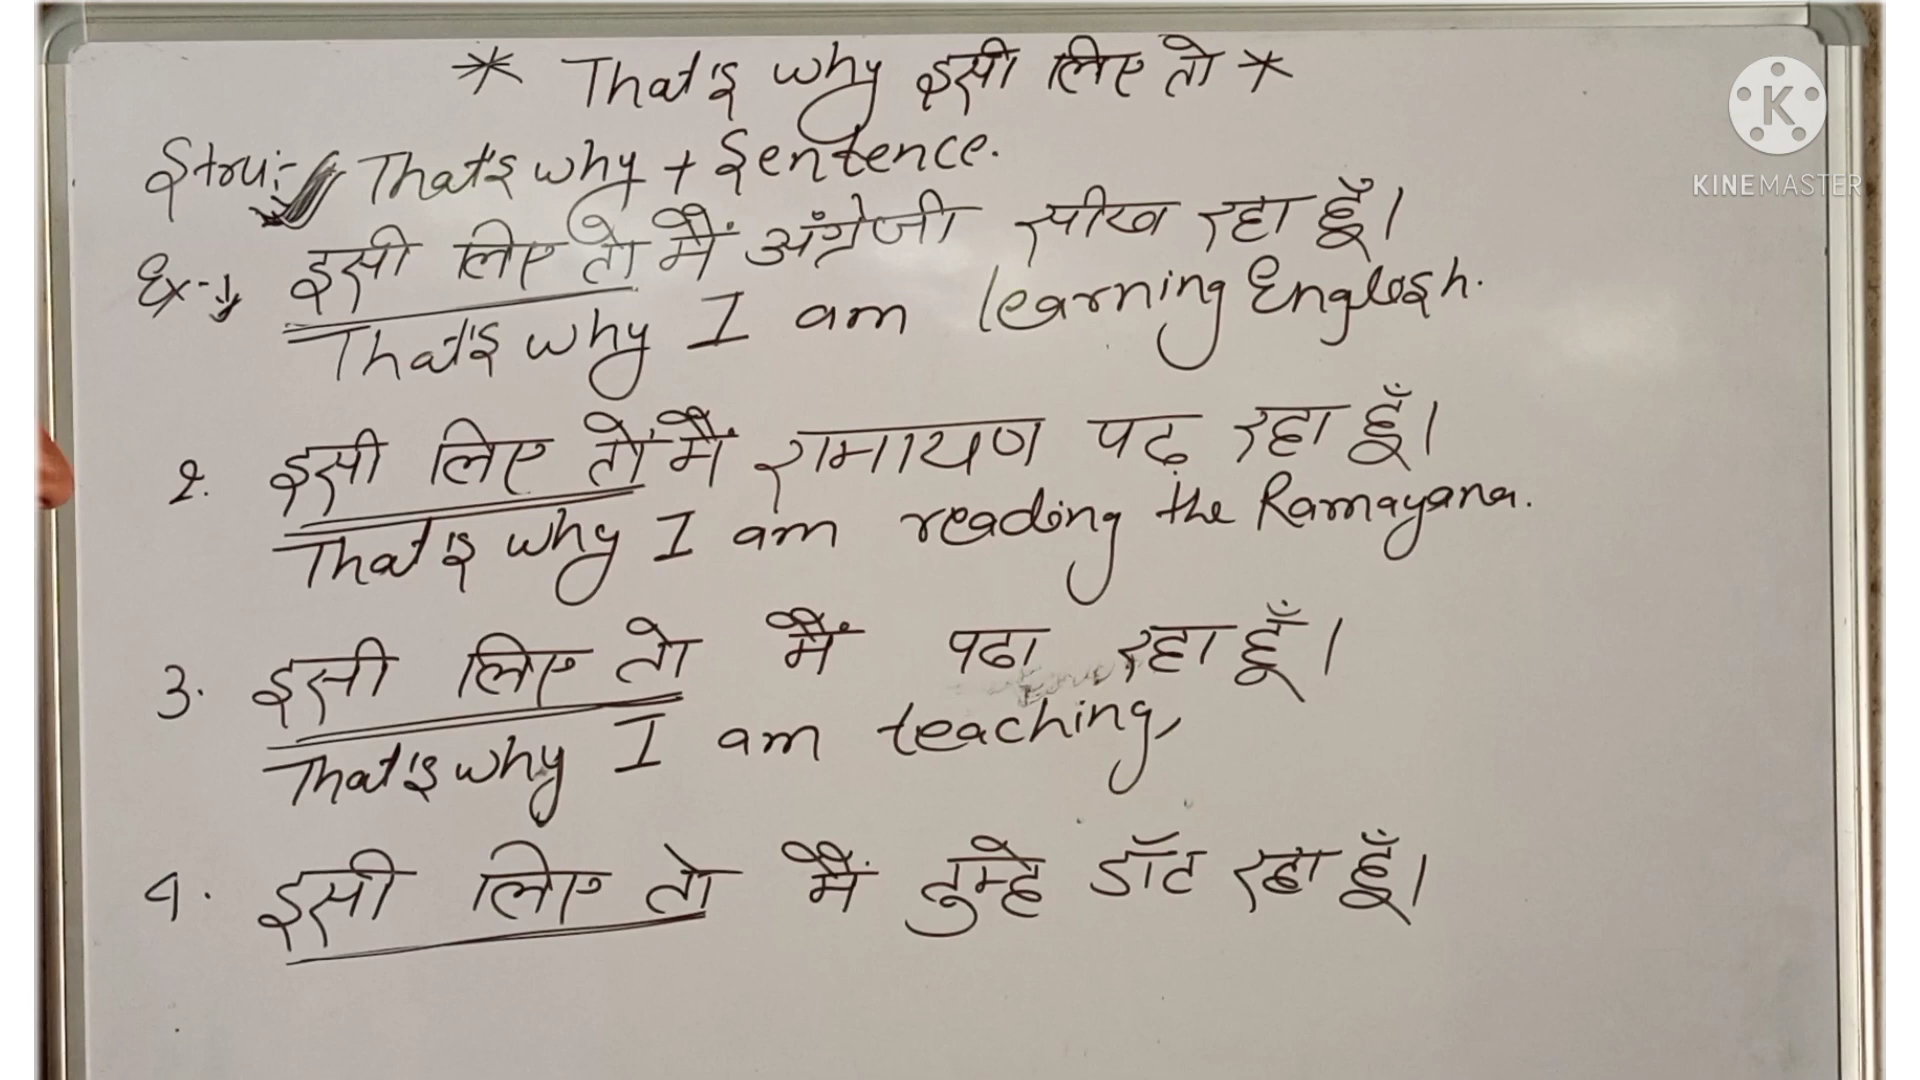 * That's why इसी लिए तो *
K
KINEMASTER
Stru:- That's why + Sentence.
Ex-1) इसी लिए तो मैं अंग्रेजी सीख रहा हूँ।
That's why I am learning English.
2. इसी लिए तो मैं रामायण पढ़ रहा हूँ।
That's why I am reading the Ramayana.
3. इसी लिए तो मैं पढा रहा हूँ।
That's why I am teaching,
4. इसी लिए तो मैं तुम्हे डॉट रहा हूँ।